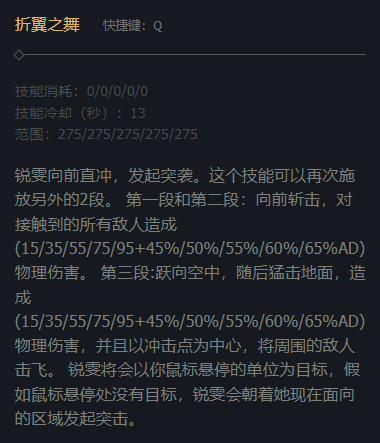 折翼之舞 快捷键：Q
技能消耗：0/0/0/0/0
技能冷却（秒）：13
范围：275/275/275/275/275
锐雯向前直冲，发起突袭。这个技能可以再次施
放另外的2段。 第一段和第二段：向前斩击，对
接触到的所有敌人造成
(15/35/55/75/95+45%/50%/55%/60%/65%AD)
物理伤害。 第三段:跃向空中，随后猛击地面，造
成
(15/35/55/75/95+45%/50%/55%/60%/65%AD)
物理伤害，并且以冲击点为中心，将周围的敌人
击飞。 锐雯将会以你鼠标悬停的单位为目标，假
如鼠标悬停处没有目标，锐雯会朝着她现在面向
的区域发起突击。